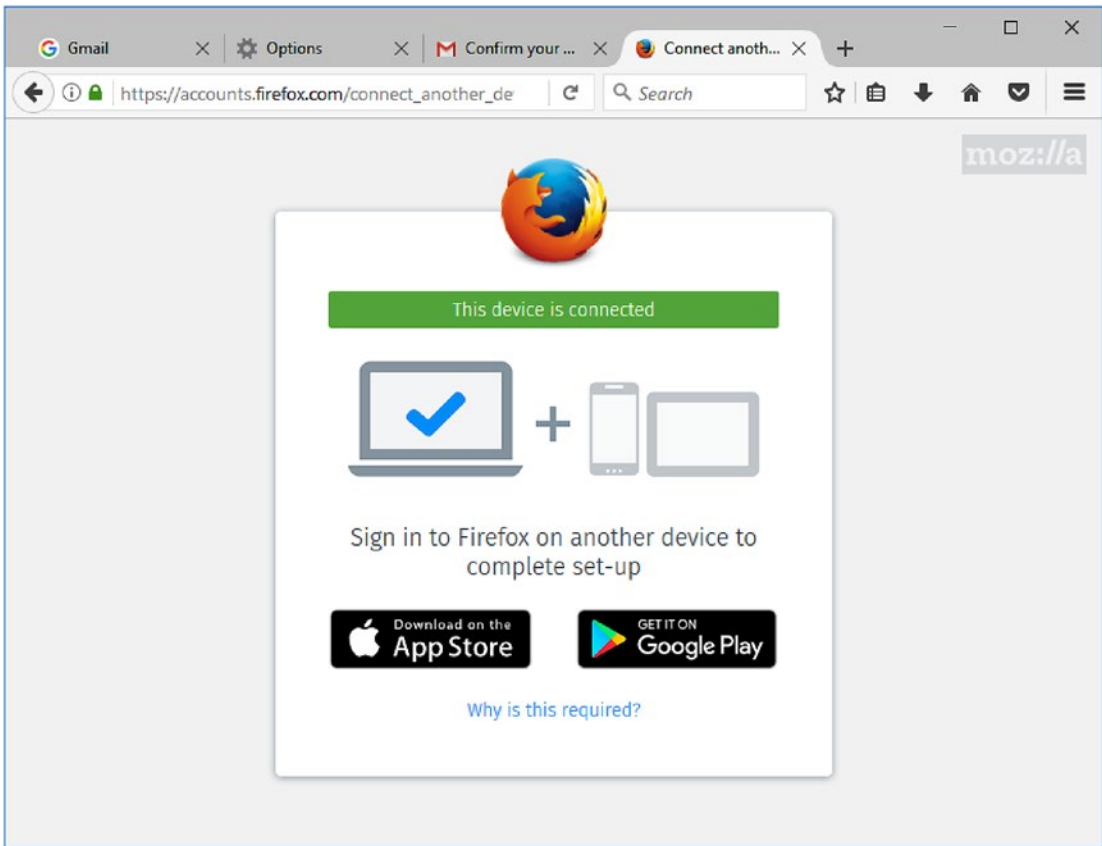 Gmail
Options
Confirm your ...
Connect anoth...
https://accounts.firefox.com/connect_another_de
Search
moz://a
This device is connected
Sign in to Firefox on another device to
complete set-up
Download on the
App Store
GET IT ON
Google Play
Why is this required?